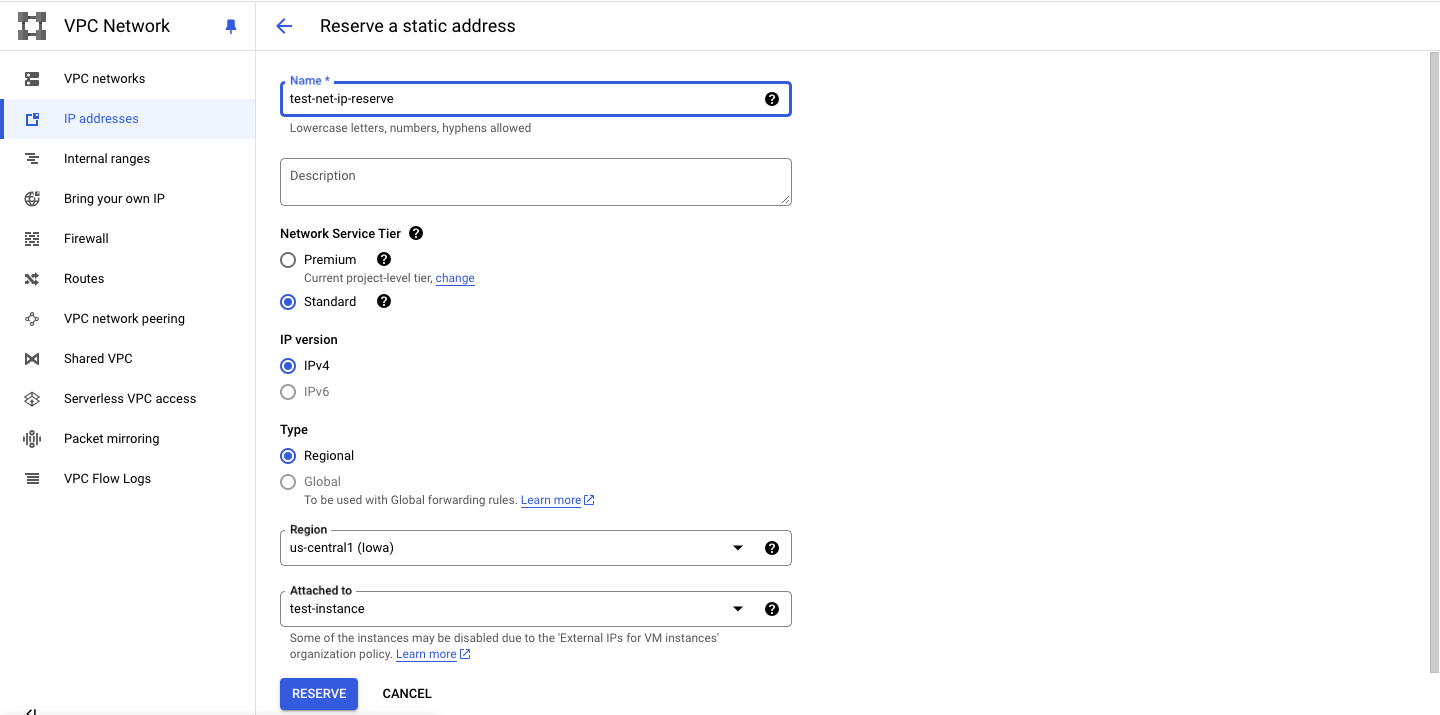 VPC Network
Reserve a static address
VPC networks
IP addresses
Internal ranges
Bring your own IP
Firewall
Routes
VPC network peering
Shared VPC
Serverless VPC access
Packet mirroring
VPC Flow Logs
Name *
test-net-ip-reserve
Lowercase letters, numbers, hyphens allowed
Description
Network Service Tier
Premium
Current project-level tier, change
Standard
IP version
IPv4
IPv6
Type
Regional
Global
To be used with Global forwarding rules. Learn more
Region
us-central1 (Iowa)
Attached to
test-instance
Some of the instances may be disabled due to the 'External IPs for VM instances'
organization policy. Learn more
RESERVE
CANCEL